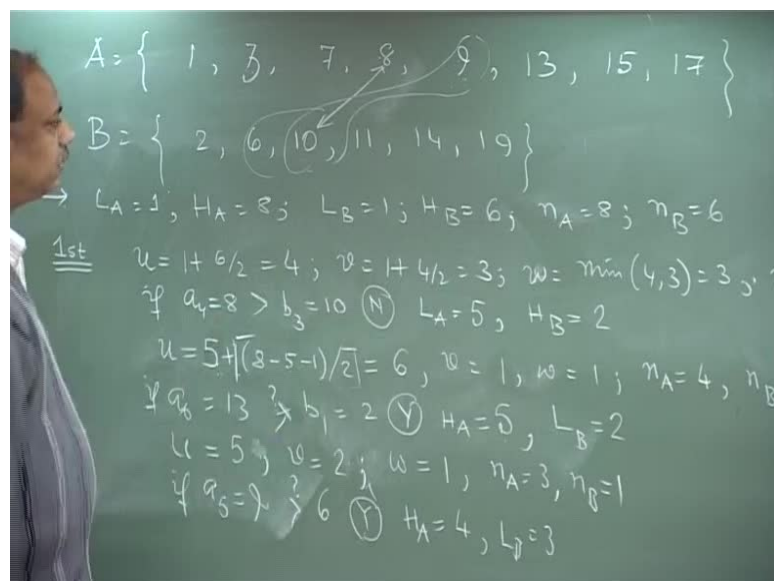 A = { 1, 3, 7, 8, 9, 13, 15, 17 }
B = { 2, 6, 10, 11, 14, 19 }
→ L_A = 1, H_A = 8; L_B = 1; H_B = 6; n_A = 8; n_B = 6
1st u = 1 + 6/2 = 4; v = 1 + 4/2 = 3; w = min (4, 3) = 3,
if a_4 = 8 > b_3 = 10 (N) L_A = 5, H_B = 2
u = 5 + ⌈(8-5-1)/2⌉ = 6, v = 1, w = 1; n_A = 4, n_B
if a_6 = 13 ?> b_1 = 2 (Y) H_A = 5, L_B = 2
u = 5, v = 2; w = 1, n_A = 3, n_B = 1
if a_5 = 9 ?> 6 (Y) H_A = 4, L_B = 3